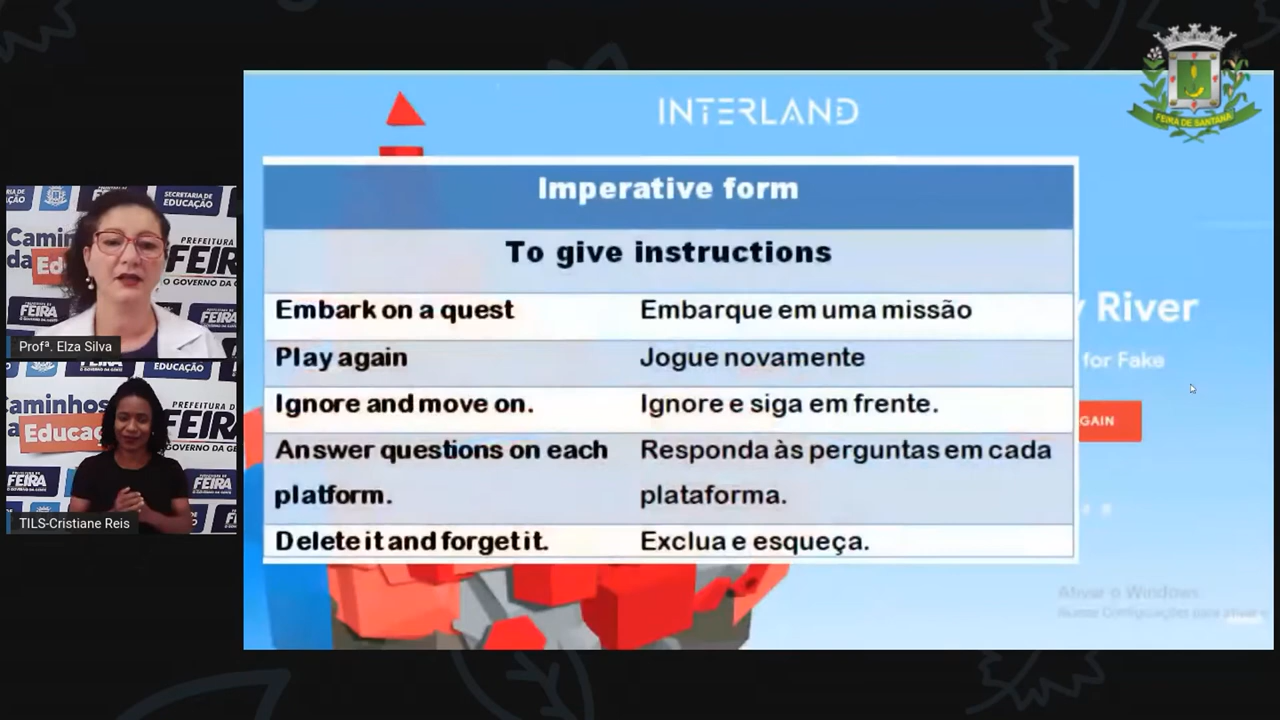 INTERLAND
FEIRA DE SANTANA
Imperative form
To give instructions
Embark on a quest Embarque em uma missão
Play again Jogue novamente
Ignore and move on. Ignore e siga em frente.
Answer questions on each Responda às perguntas em cada
platform. plataforma.
Delete it and forget it. Exclua e esqueça.
River
for Fake
GAIN
Ativar o Windows
SECRETARIA DE
EDUCAÇÃO
PREFEITURA
FEIRA
Profª. Elza Silva
EDUCAÇÃO
Caminhos
FEIRA
TILS-Cristiane Reis